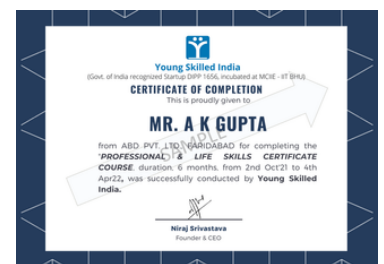 Young Skilled India
(Govt. of India recognized Startup DIPP 1656, incubated at MCIIE - IIT BHU)
CERTIFICATE OF COMPLETION
This is proudly given to
MR. A K GUPTA
SAMPLE
from ABD PVT. LTD. FARIDABAD for completing the
"PROFESSIONAL & LIFE SKILLS CERTIFICATE
COURSE, duration, 6 months, from 2nd Oct'21 to 4th
Apr22, was successfully conducted by Young Skilled
India.
Niraj Srivastava
Founder & CEO